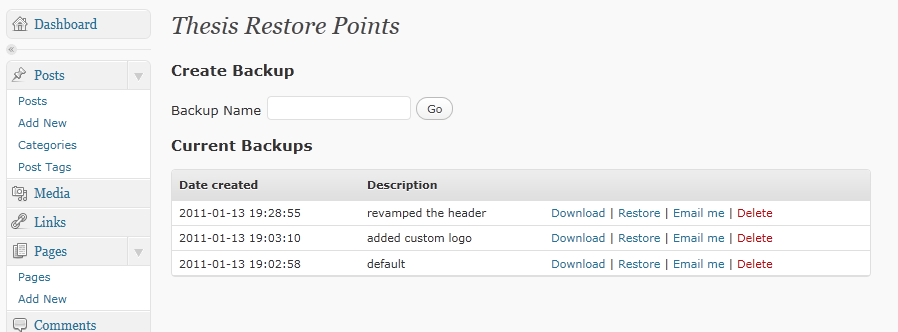 Dashboard
Posts
Posts
Add New
Categories
Post Tags
Media
Links
Pages
Pages
Add New
Comments
Thesis Restore Points
Create Backup
Backup Name Go
Current Backups
Date created Description
2011-01-13 19:28:55 revamped the header Download | Restore | Email me | Delete
2011-01-13 19:03:10 added custom logo Download | Restore | Email me | Delete
2011-01-13 19:02:58 default Download | Restore | Email me | Delete